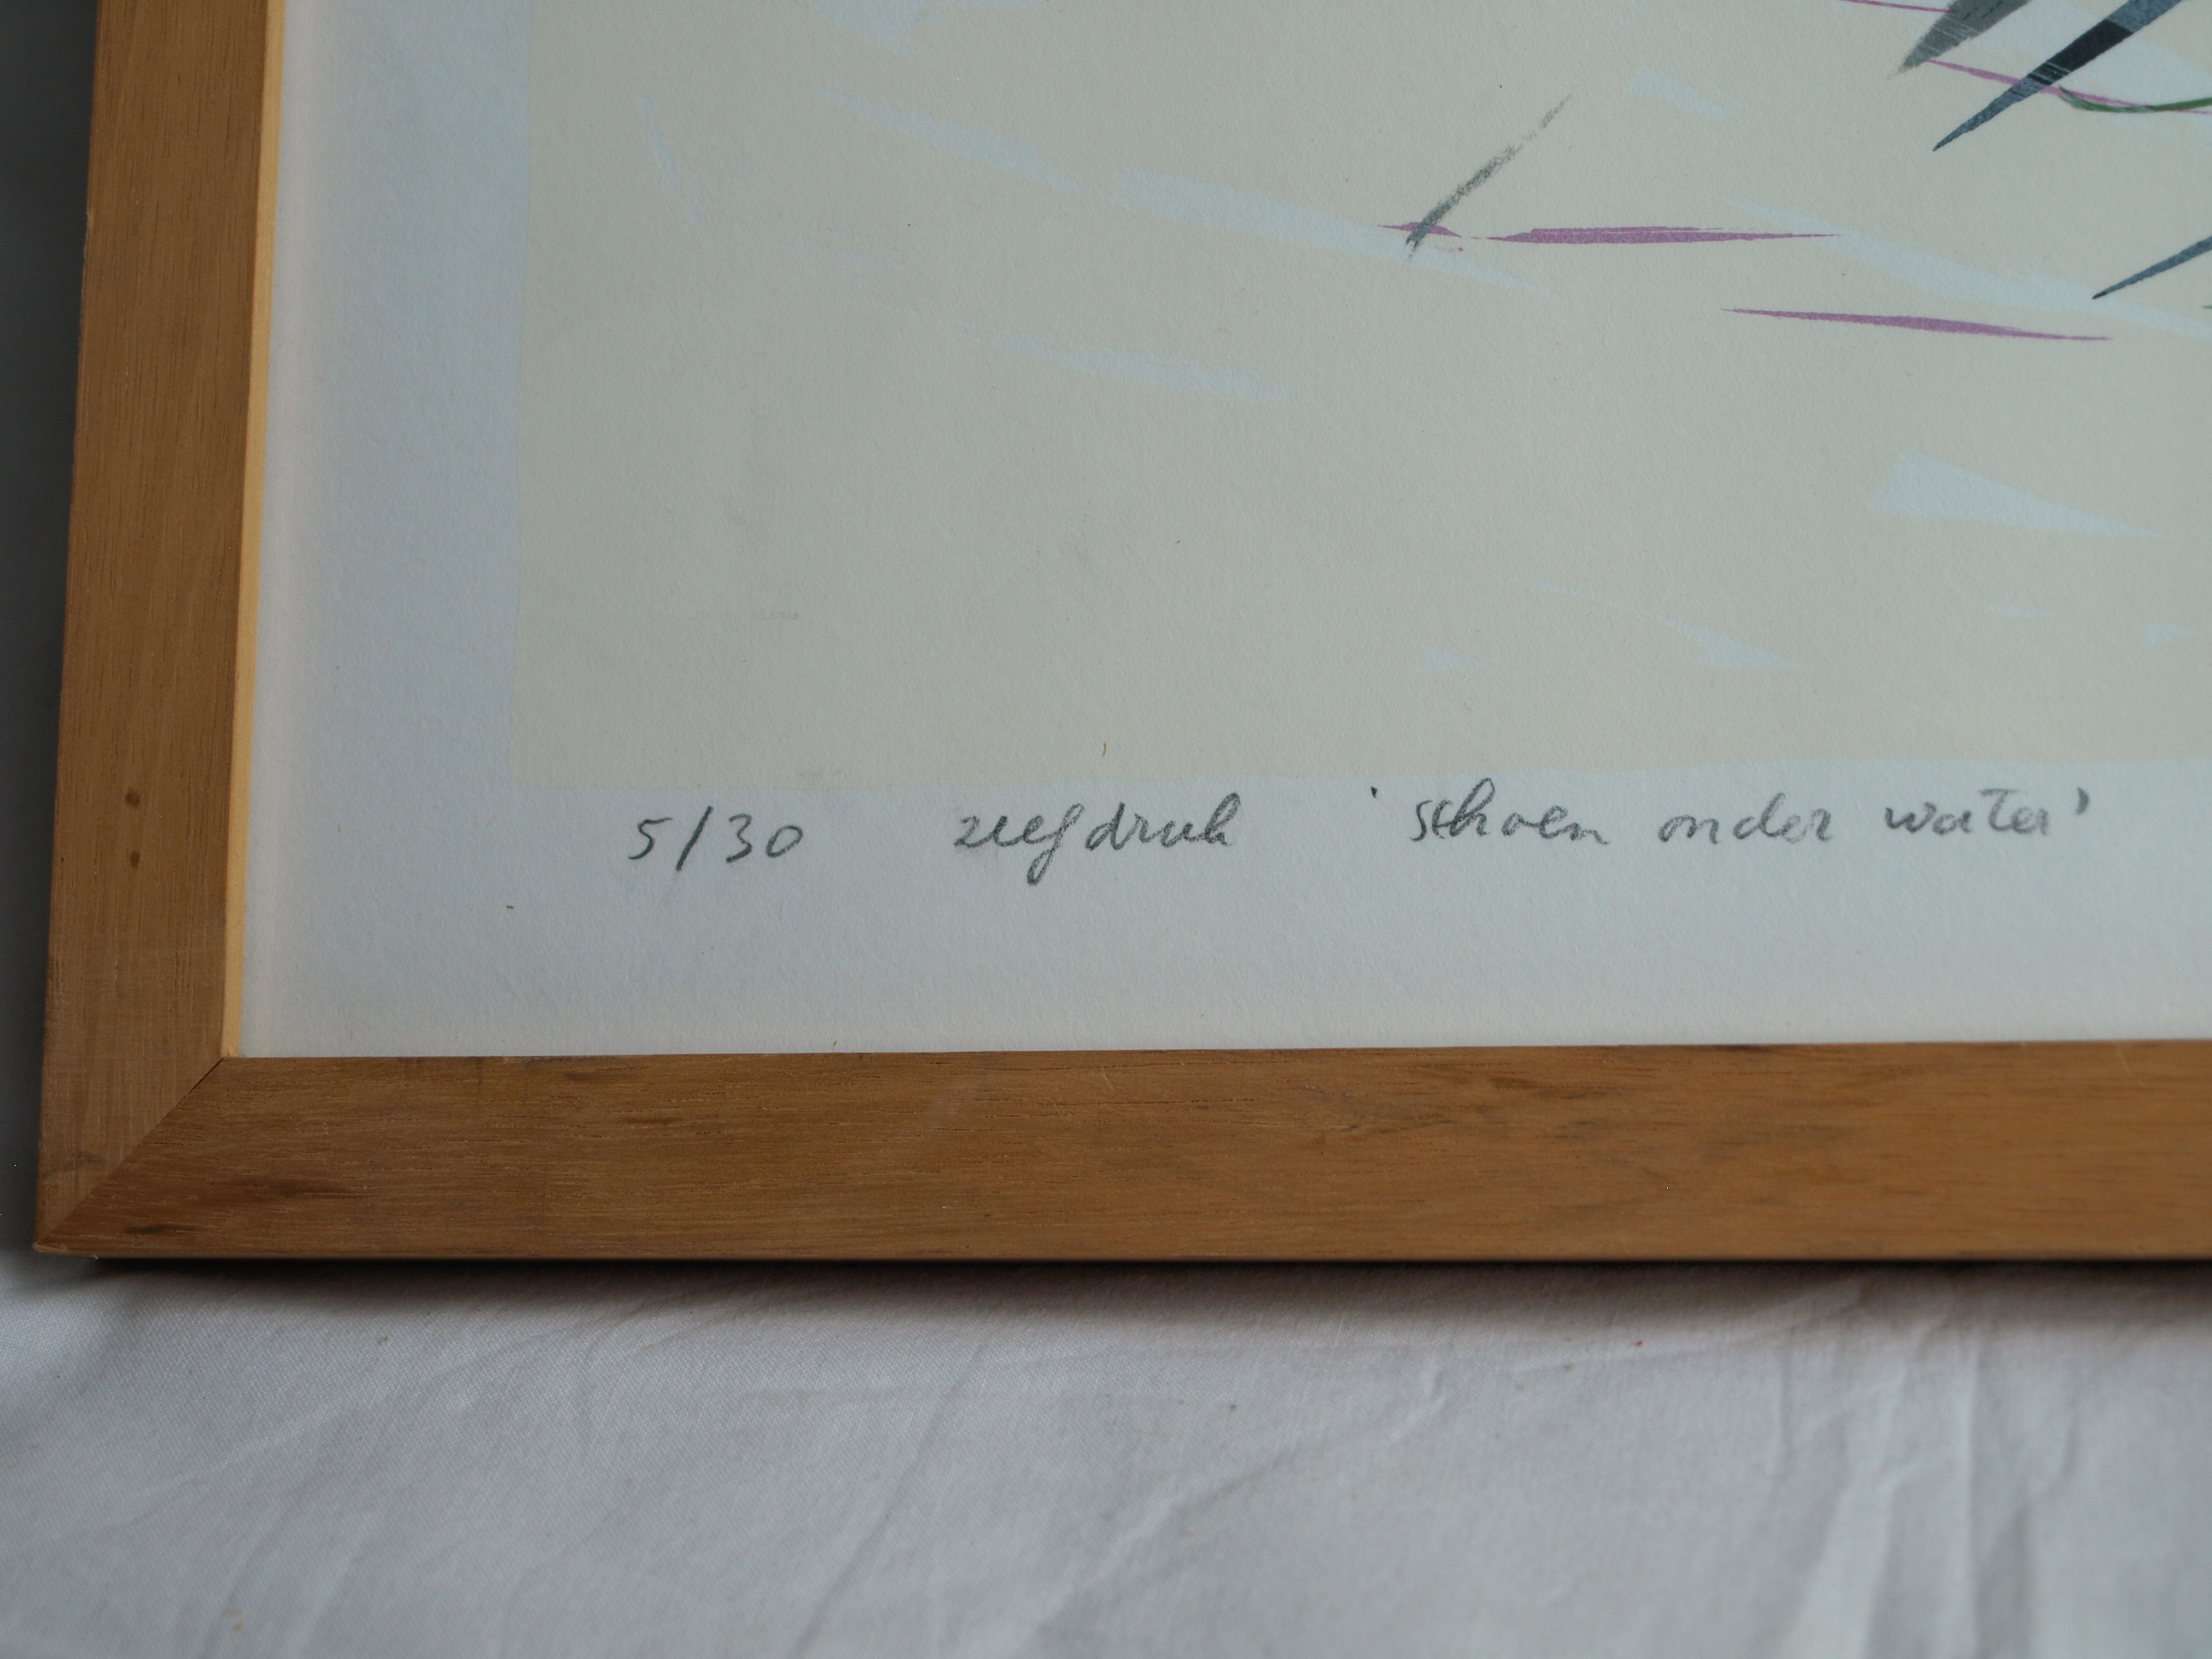 5/30 zeefdruk 'schoen onder water'